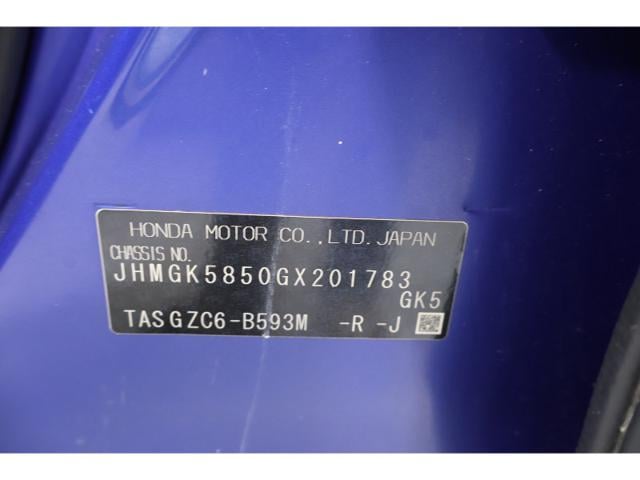 HONDA MOTOR CO.,LTD.JAPAN
CHASSIS NO.
JHMGK5850GX201783
GK5
TASGZC6-B593M -R -J